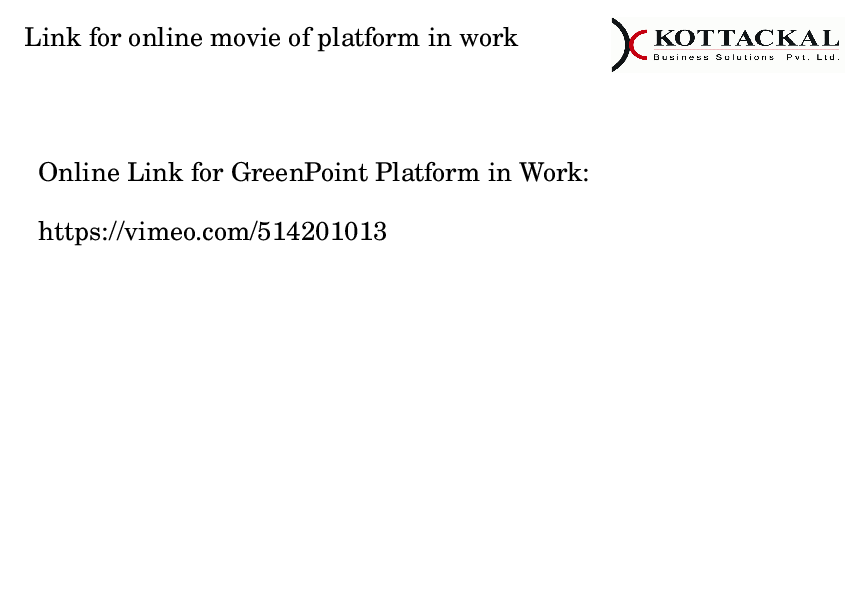 Link for online movie of platform in work
KOTTACKAL
Business Solutions Pvt. Ltd.
Online Link for GreenPoint Platform in Work:
https://vimeo.com/514201013